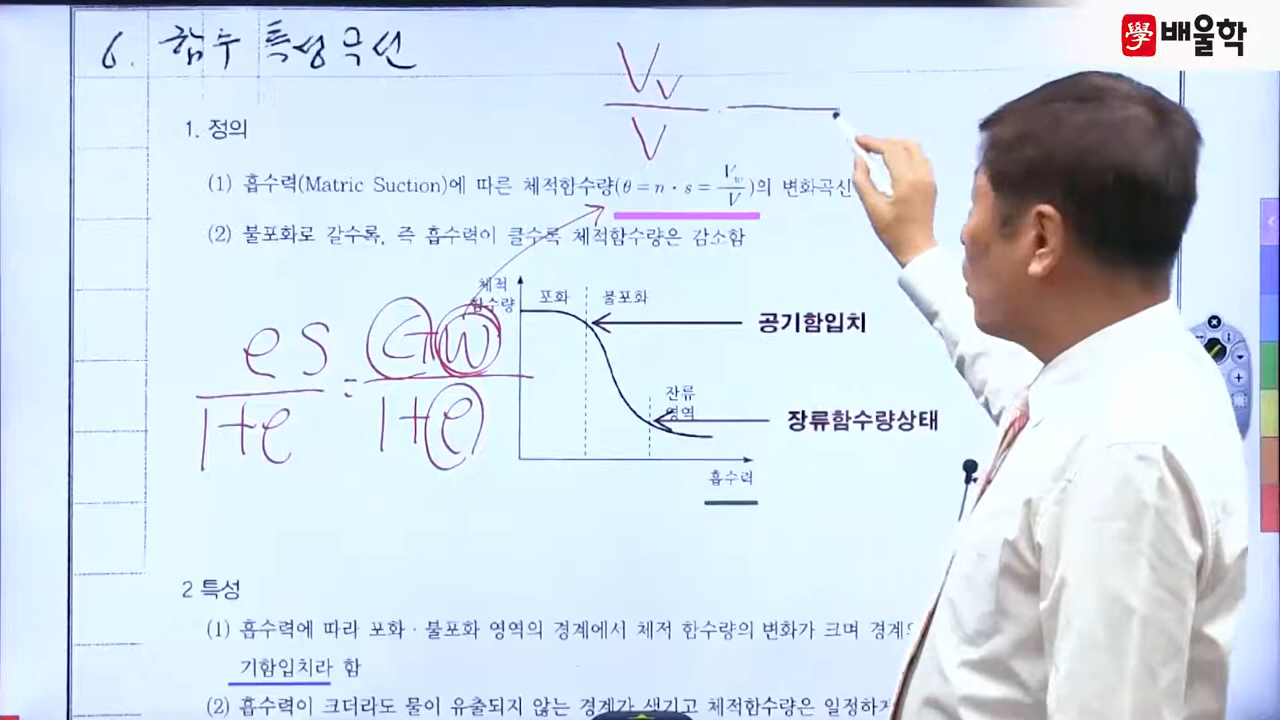 學 배울학
6. 함수 특성곡선
Vv
V
1. 정의
(1) 흡수력(Matric Suction)에 따른 체적함수량(θ = n · s = Vw/V)의 변화곡선
(2) 불포화로 갈수록, 즉 흡수력이 클수록 체적함수량은 감소함
체적
함수량
포화
불포화
공기함입치
eS/1+e = Gw/1+e
잔류
영역
장류함수량상태
흡수력
2 특성
(1) 흡수력에 따라 포화 · 불포화 영역의 경계에서 체적 함수량의 변화가 크며
기함입치라 함
(2) 흡수력이 크더라도 물이 유출되지 않는 경계가 생기고 체적함수량은